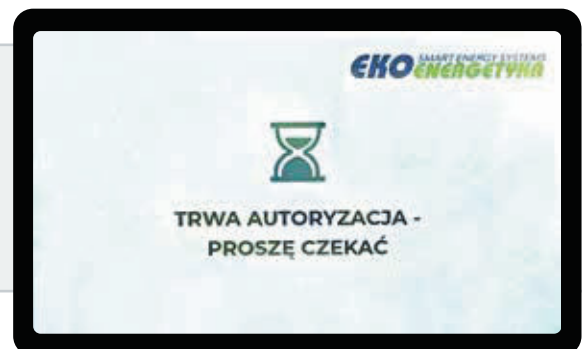 SMART ENERGY SYSTEMS
EKO ENERGETYKA
TRWA AUTORYZACJA -
PROSZĘ CZEKAĆ